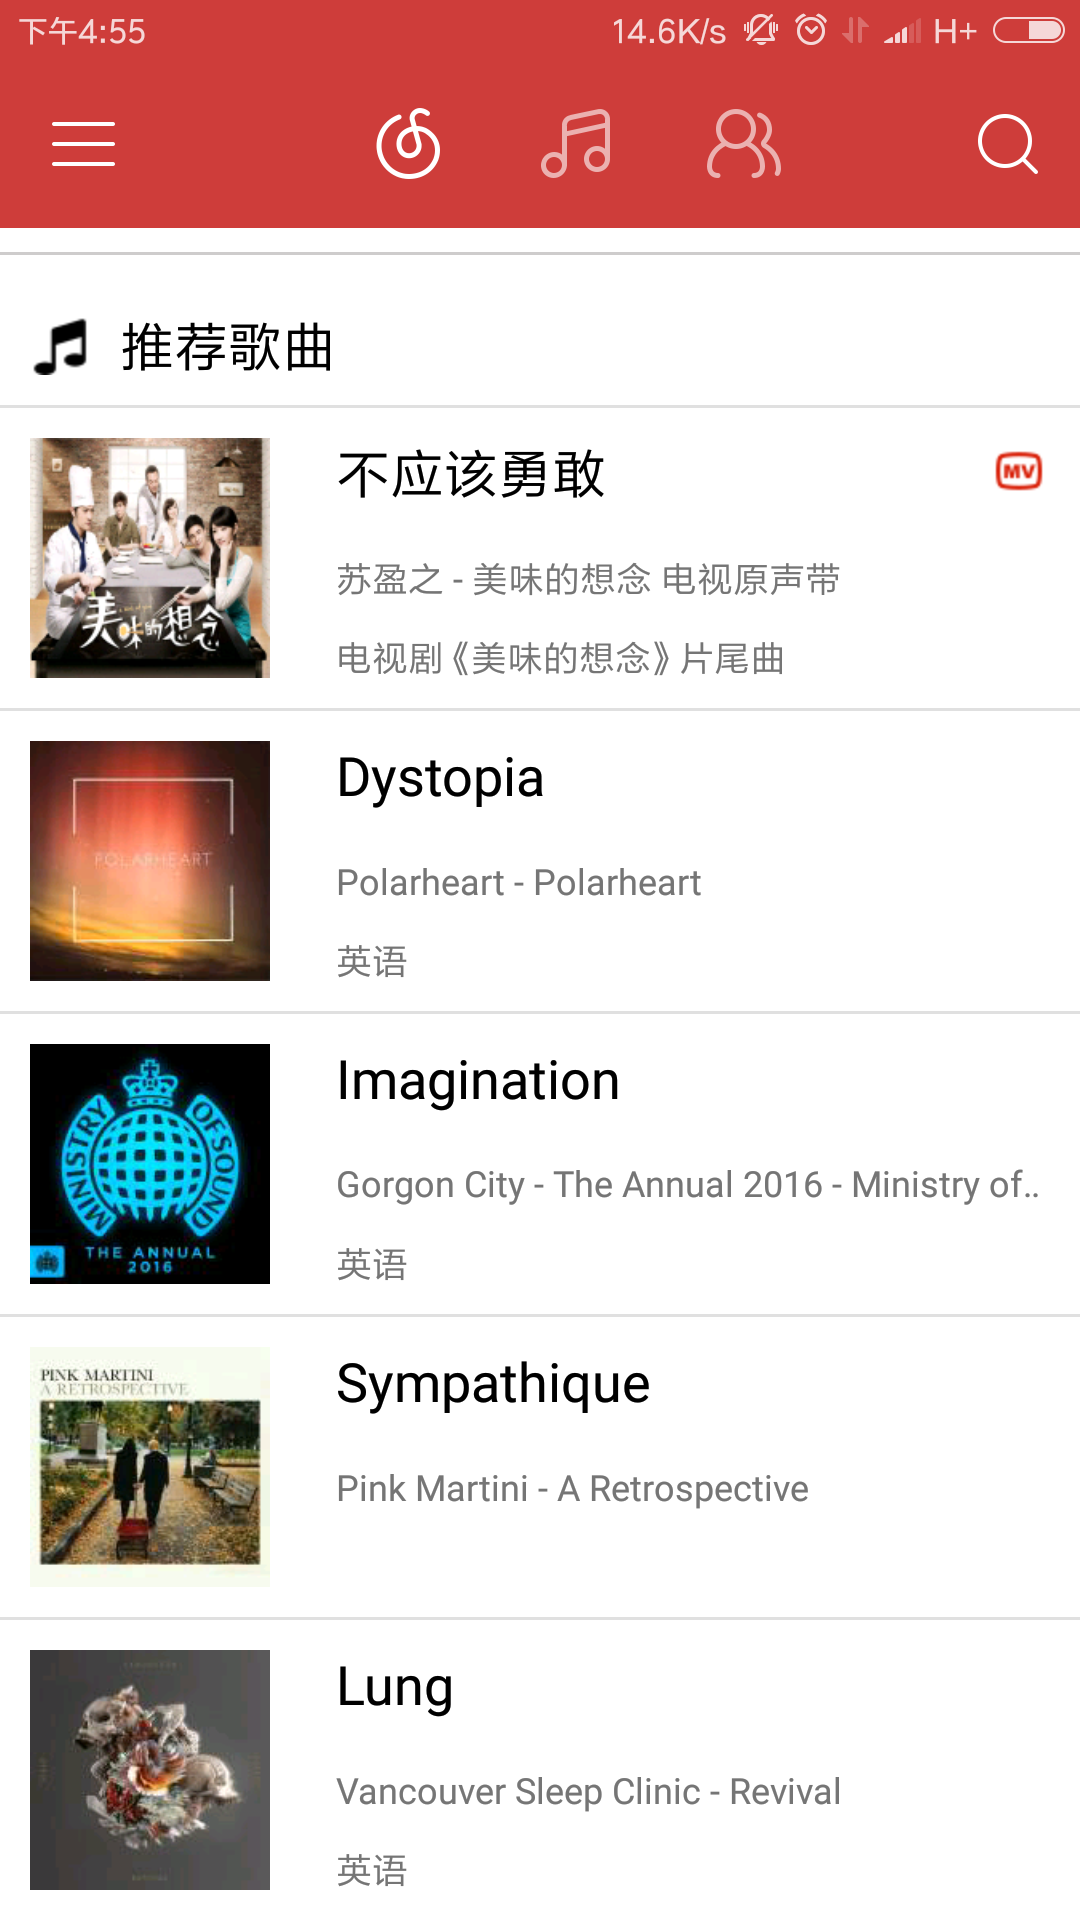 下午4:55
14.6K/s H+
推荐歌曲
不应该勇敢
MV
苏盈之 - 美味的想念 电视原声带
电视剧《美味的想念》片尾曲
美味的想念
Dystopia
Polarheart - Polarheart
英语
POLARHEART
Imagination
Gorgon City - The Annual 2016 - Ministry of..
英语
MINISTRY OF SOUND
THE ANNUAL
2016
Sympathique
Pink Martini - A Retrospective
PINK MARTINI
A RETROSPECTIVE
Lung
Vancouver Sleep Clinic - Revival
英语